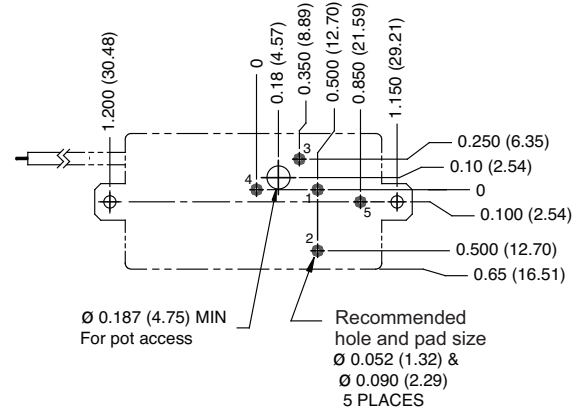 1.200 (30.48)
0
0.18 (4.57)
0.350 (8.89)
0.500 (12.70)
0.850 (21.59)
1.150 (29.21)
3
0.250 (6.35)
0.10 (2.54)
4
1
0
5
0.100 (2.54)
2
0.500 (12.70)
0.65 (16.51)
Ø 0.187 (4.75) MIN
For pot access
Recommended
hole and pad size
Ø 0.052 (1.32) &
Ø 0.090 (2.29)
5 PLACES